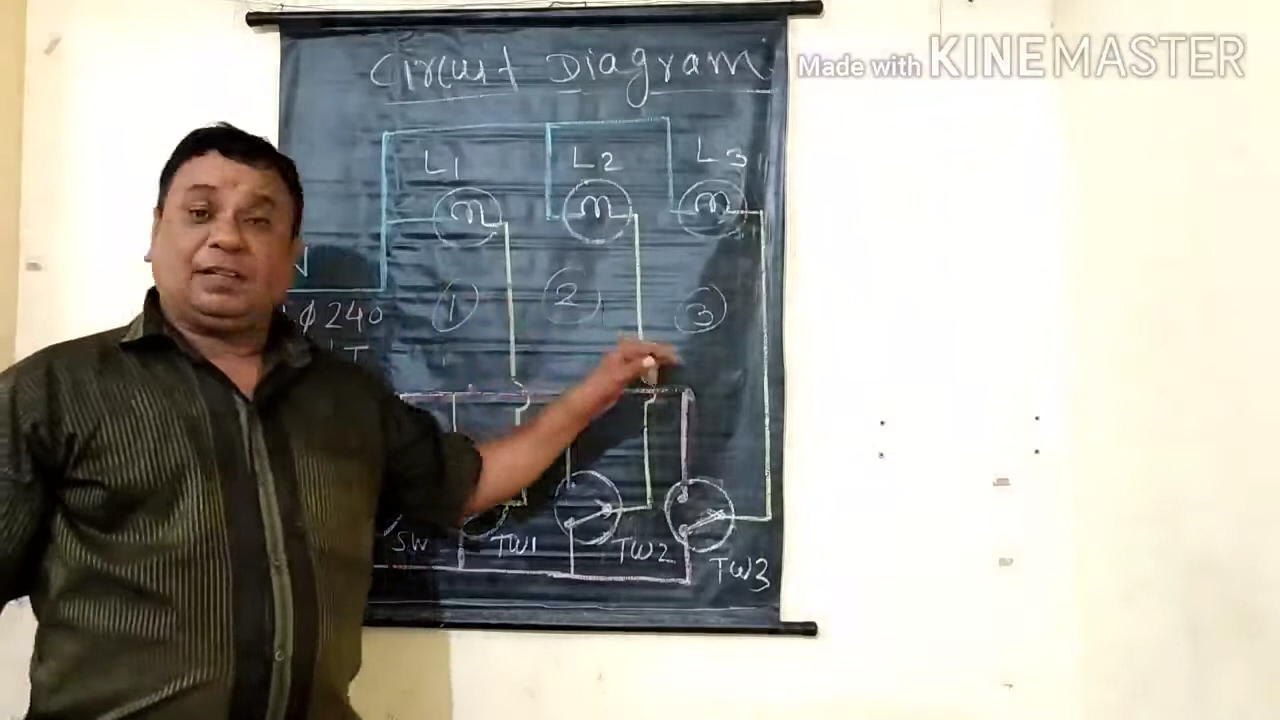 Made with KINEMASTER
Circuit Diagram
L1 L2 L3
N
1 2 3
φ 240
SW TW1 TW2 TW3